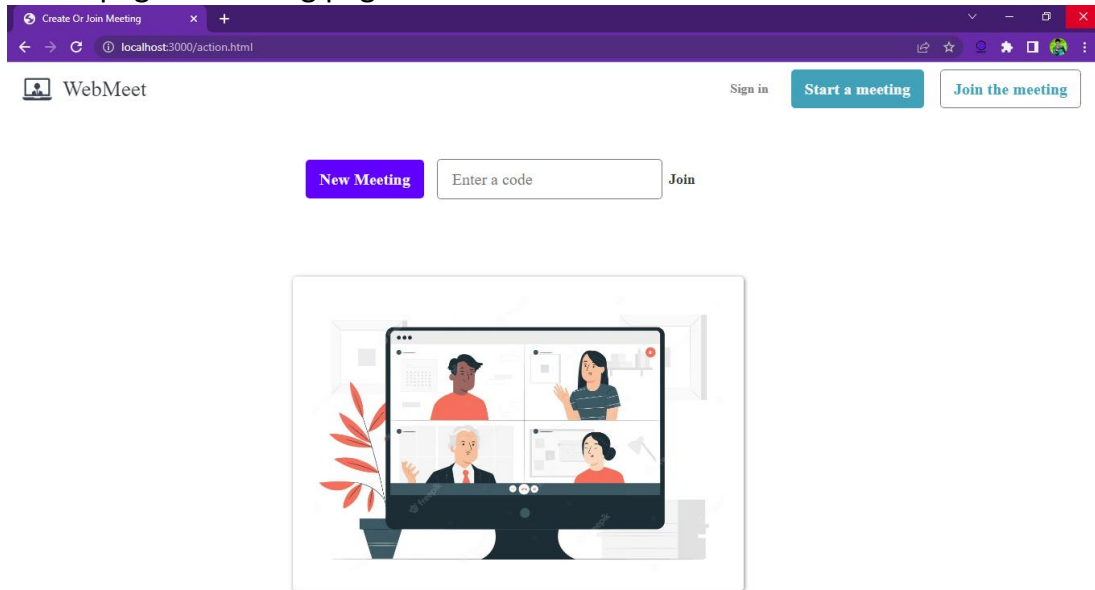 Create Or Join Meeting
localhost:3000/action.html
WebMeet
Sign in
Start a meeting
Join the meeting
New Meeting
Enter a code
Join
freepik